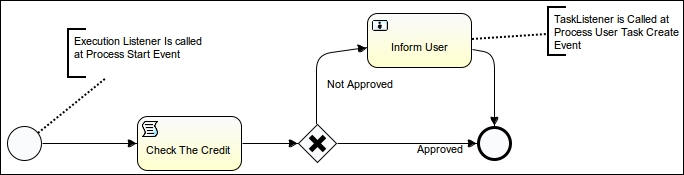 Execution Listener Is called
at Process Start Event
TaskListener is Called at
Process User Task Create
Event
Inform User
Not Approved
Check The Credit
Approved